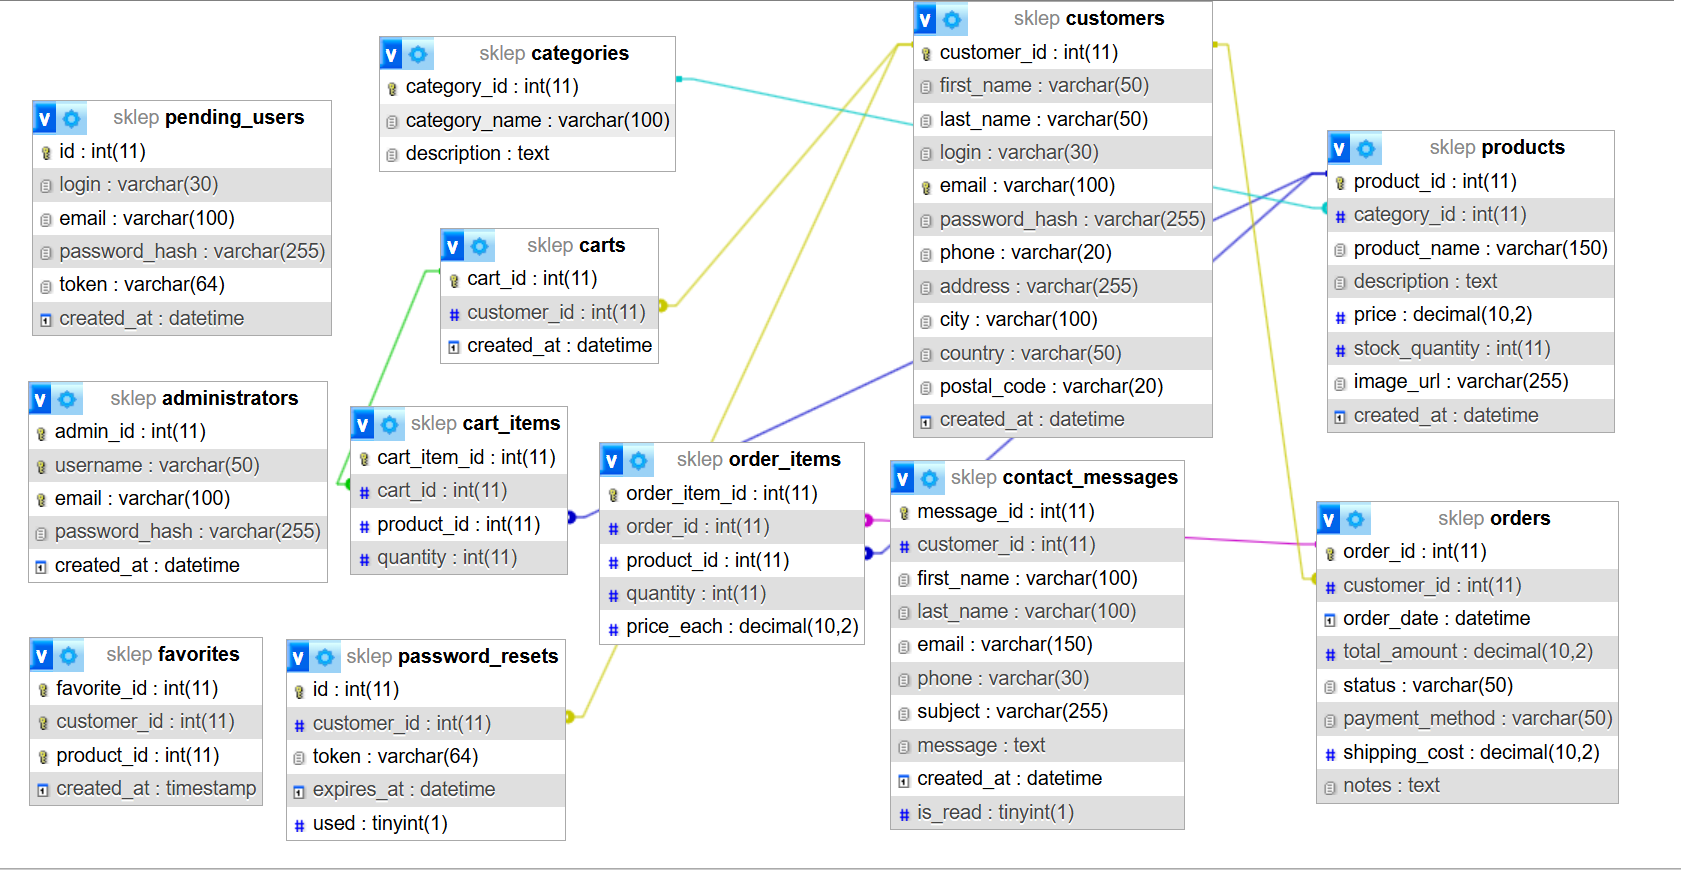 V sklep pending_users
id : int(11)
login : varchar(30)
email : varchar(100)
password_hash : varchar(255)
token : varchar(64)
created_at : datetime
V sklep administrators
admin_id : int(11)
username : varchar(50)
email : varchar(100)
password_hash : varchar(255)
created_at : datetime
V sklep favorites
favorite_id : int(11)
customer_id : int(11)
product_id : int(11)
created_at : timestamp
V sklep categories
category_id : int(11)
category_name : varchar(100)
description : text
V sklep carts
cart_id : int(11)
# customer_id : int(11)
created_at : datetime
V sklep cart_items
cart_item_id : int(11)
# cart_id : int(11)
# product_id : int(11)
# quantity : int(11)
V sklep password_resets
id : int(11)
# customer_id : int(11)
token : varchar(64)
expires_at : datetime
# used : tinyint(1)
V sklep order_items
order_item_id : int(11)
# order_id : int(11)
# product_id : int(11)
# quantity : int(11)
# price_each : decimal(10,2)
V sklep customers
customer_id : int(11)
first_name : varchar(50)
last_name : varchar(50)
login : varchar(30)
email : varchar(100)
password_hash : varchar(255)
phone : varchar(20)
address : varchar(255)
city : varchar(100)
country : varchar(50)
postal_code : varchar(20)
created_at : datetime
V sklep contact_messages
message_id : int(11)
# customer_id : int(11)
first_name : varchar(100)
last_name : varchar(100)
email : varchar(150)
phone : varchar(30)
subject : varchar(255)
message : text
created_at : datetime
# is_read : tinyint(1)
V sklep products
product_id : int(11)
# category_id : int(11)
product_name : varchar(150)
description : text
# price : decimal(10,2)
# stock_quantity : int(11)
image_url : varchar(255)
created_at : datetime
V sklep orders
order_id : int(11)
# customer_id : int(11)
order_date : datetime
# total_amount : decimal(10,2)
status : varchar(50)
payment_method : varchar(50)
# shipping_cost : decimal(10,2)
notes : text